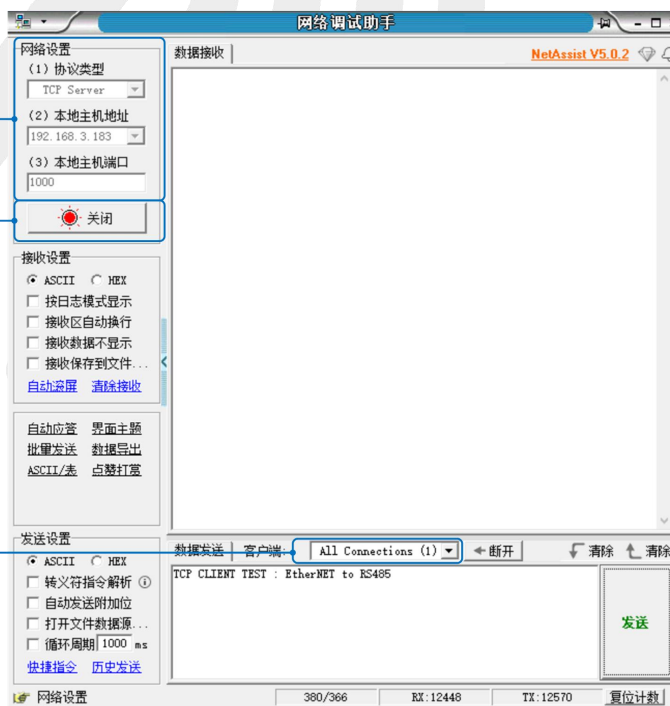 网络调试助手
网络设置
(1) 协议类型
TCP Server
(2) 本地主机地址
192.168.3.183
(3) 本地主机端口
1000
关闭
接收设置
ASCII HEX
按日志模式显示
接收区自动换行
接收数据不显示
接收保存到文件...
自动滚屏 清除接收
自动应答 界面主题
批量发送 数据导出
ASCII/表 点赞打赏
发送设置
ASCII HEX
转义符指令解析
自动发送附加位
打开文件数据源...
循环周期 1000 ms
快捷指令 历史发送
数据接收 NetAssist V5.0.2
数据发送 客户端: All Connections (1) 断开 清除 清除
TCP CLIENT TEST : EtherNET to RS485
发送
网络设置 380/366 RX:12448 TX:12570 复位计数